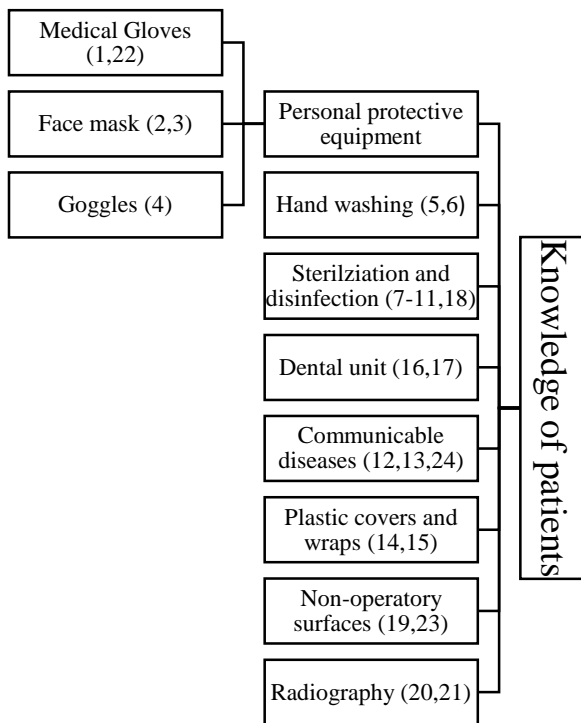 Medical Gloves
(1,22)
Face mask (2,3)
Goggles (4)
Personal protective
equipment
Hand washing (5,6)
Sterilziation and
disinfection (7-11,18)
Dental unit (16,17)
Communicable
diseases (12,13,24)
Plastic covers and
wraps (14,15)
Non-operatory
surfaces (19,23)
Radiography (20,21)
Knowledge of patients